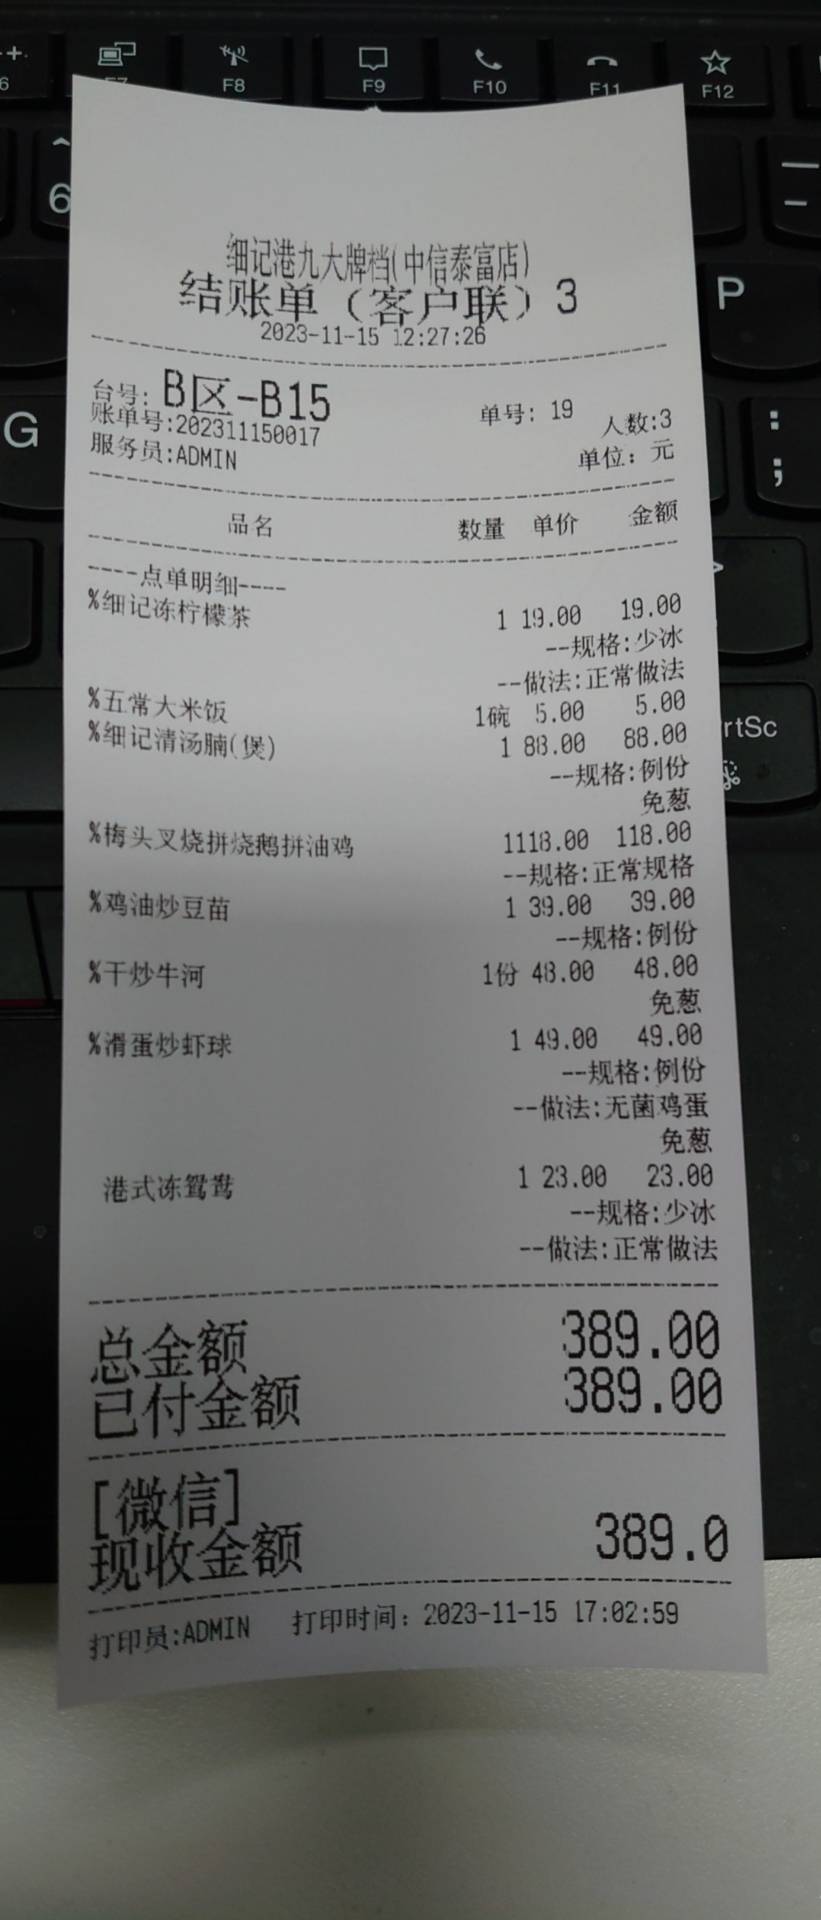 F7
F8
F9
F10
F11
F12
6
G
P
rtSc
细记港九大牌档(中信泰富店)
结账单（客户联）3
2023-11-15 12:27:26
台号: B区-B15 单号: 19
账单号:202311150017 人数:3
服务员:ADMIN 单位: 元
品名 数量 单价 金额
----点单明细----
%细记冻柠檬茶 1 19.00 19.00
--规格:少冰
--做法:正常做法
%五常大米饭 1碗 5.00 5.00
%细记清汤腩(煲) 1 88.00 88.00
--规格:例份
免葱
%梅头叉烧拼烧鹅拼油鸡 1118.00 118.00
--规格:正常规格
%鸡油炒豆苗 1 39.00 39.00
--规格:例份
%干炒牛河 1份 48.00 48.00
免葱
%滑蛋炒虾球 1 49.00 49.00
--规格:例份
--做法:无菌鸡蛋
免葱
港式冻鸳鸯 1 23.00 23.00
--规格:少冰
--做法:正常做法
总金额 389.00
已付金额 389.00
[微信]
现收金额 389.0
打印员:ADMIN 打印时间: 2023-11-15 17:02:59